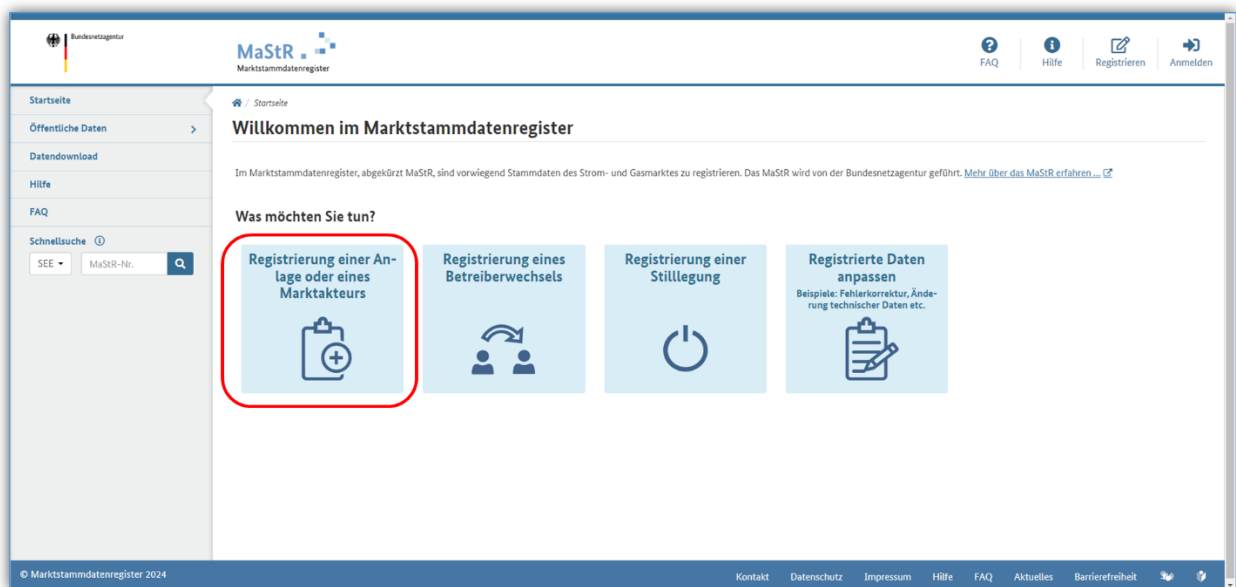 Bundesnetzagentur
MaStR
Marktstammdatenregister
FAQ
Hilfe
Registrieren
Anmelden
Startseite
Öffentliche Daten
Datendownload
Hilfe
FAQ
Schnellsuche
SEE
MaStR-Nr.
/ Startseite
Willkommen im Marktstammdatenregister
Im Marktstammdatenregister, abgekürzt MaStR, sind vorwiegend Stammdaten des Strom- und Gasmarktes zu registrieren. Das MaStR wird von der Bundesnetzagentur geführt. Mehr über das MaStR erfahren ...
Was möchten Sie tun?
Registrierung einer An-
lage oder eines
Marktakteurs
Registrierung eines
Betreiberwechsels
Registrierung einer
Stilllegung
Registrierte Daten
anpassen
Beispiele: Fehlerkorrektur, Ände-
rung technischer Daten etc.
© Marktstammdatenregister 2024
Kontakt
Datenschutz
Impressum
Hilfe
FAQ
Aktuelles
Barrierefreiheit